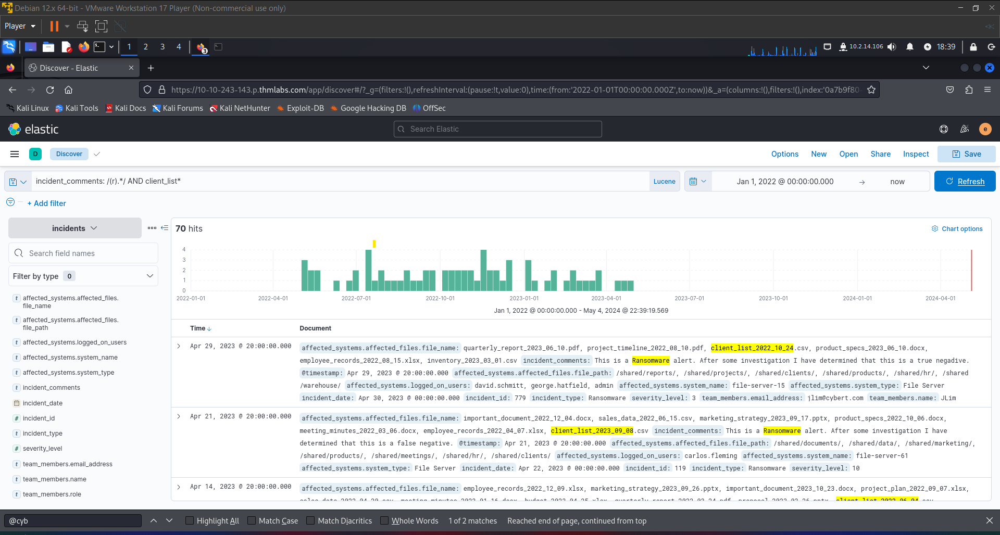 Debian 12.x 64-bit - VMware Workstation 17 Player (Non-commercial use only)
Player
1 2 3 4 3 10.2.14.106 18:39
Discover - Elastic
https://10-10-243-143.p.thmlabs.com/app/discover#/?_g=(filters:!(),refreshInterval:(pause:!t,value:0),time:(from:'2022-01-01T00:00:00.000Z',to:now))&_a=(columns:!(),filters:!(),index:'0a7b9f80-
Kali Linux Kali Tools Kali Docs Kali Forums Kali NetHunter Exploit-DB Google Hacking DB OffSec
elastic Search Elastic e
D Discover Options New Open Share Inspect Save
incident_comments: /(r).*/ AND client_list* Lucene Jan 1, 2022 @ 00:00:00.000 → now Refresh
+ Add filter
incidents
Search field names
Filter by type 0
t affected_systems.affected_files.
file_name
t affected_systems.affected_files.
file_path
t affected_systems.logged_on_users
t affected_systems.system_name
t affected_systems.system_type
t incident_comments
incident_date
# incident_id
t incident_type
# severity_level
t team_members.email_address
t team_members.name
t team_members.role
70 hits Chart options
4
3
2
1
0
2022-01-01 2022-04-01 2022-07-01 2022-10-01 2023-01-01 2023-04-01 2023-07-01 2023-10-01 2024-01-01 2024-04-01
Jan 1, 2022 @ 00:00:00.000 - May 4, 2024 @ 22:39:19.569
Time Document
Apr 29, 2023 @ 20:00:00.000 affected_systems.affected_files.file_name: quarterly_report_2023_06_10.pdf, project_timeline_2022_08_10.pdf, client_list_2022_10_24.csv, product_specs_2023_06_10.docx,
employee_records_2022_08_15.xlsx, inventory_2023_03_01.csv incident_comments: This is a Ransomware alert. After some investigation I have determined that this is a true negadive.
@timestamp: Apr 29, 2023 @ 20:00:00.000 affected_systems.affected_files.file_path: /shared/reports/, /shared/projects/, /shared/clients/, /shared/products/, /shared/hr/, /shared
/warehouse/ affected_systems.logged_on_users: david.schmitt, george.hatfield, admin affected_systems.system_name: file-server-15 affected_systems.system_type: File Server
incident_date: Apr 30, 2023 @ 00:00:00.000 incident_id: 779 incident_type: Ransomware severity_level: 3 team_members.email_address: jlim@cybert.com team_members.name: JLim
Apr 21, 2023 @ 20:00:00.000 affected_systems.affected_files.file_name: important_document_2022_12_04.docx, sales_data_2022_06_15.csv, marketing_strategy_2023_09_17.pptx, product_specs_2022_10_06.docx,
meeting_minutes_2022_03_06.docx, employee_records_2022_04_07.xlsx, client_list_2023_09_08.csv incident_comments: This is a Ransomware alert. After some investigation I have
determined that this is a false negative. @timestamp: Apr 21, 2023 @ 20:00:00.000 affected_systems.affected_files.file_path: /shared/documents/, /shared/data/, /shared/marketing/,
/shared/products/, /shared/meetings/, /shared/hr/, /shared/clients/ affected_systems.logged_on_users: carlos.fleming affected_systems.system_name: file-server-61
affected_systems.system_type: File Server incident_date: Apr 22, 2023 @ 00:00:00.000 incident_id: 119 incident_type: Ransomware severity_level: 10
Apr 14, 2023 @ 20:00:00.000 affected_systems.affected_files.file_name: employee_records_2022_12_09.xlsx, marketing_strategy_2023_09_26.pptx, important_document_2023_10_23.docx, project_plan_2022_09_07.xlsx,
@cyb Highlight All Match Case Match Diacritics Whole Words 1 of 2 matches Reached end of page, continued from top